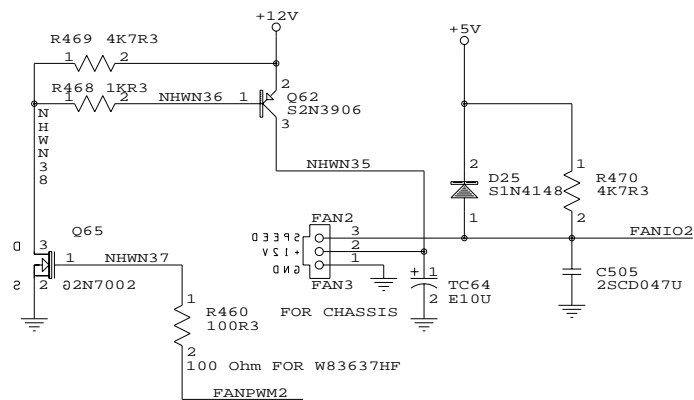 +12V
+5V
R469 4K7R3
1 2
R468 1KR3
1 2
NHWN36
1
2
Q62
S2N3906
3
NHWN38
NHWN35
2
D25
S1N4148
1
1
R470
4K7R3
2
FANIO2
Q65
D
3
1
NHWN37
S
2
G2N7002
FAN2
SPEED
3
+12V
2
GND
1
FAN3
FOR CHASSIS
+ 1
TC64
2 E10U
C505
2SCD047U
1
R460
100R3
2
100 Ohm FOR W83637HF
FANPWM2